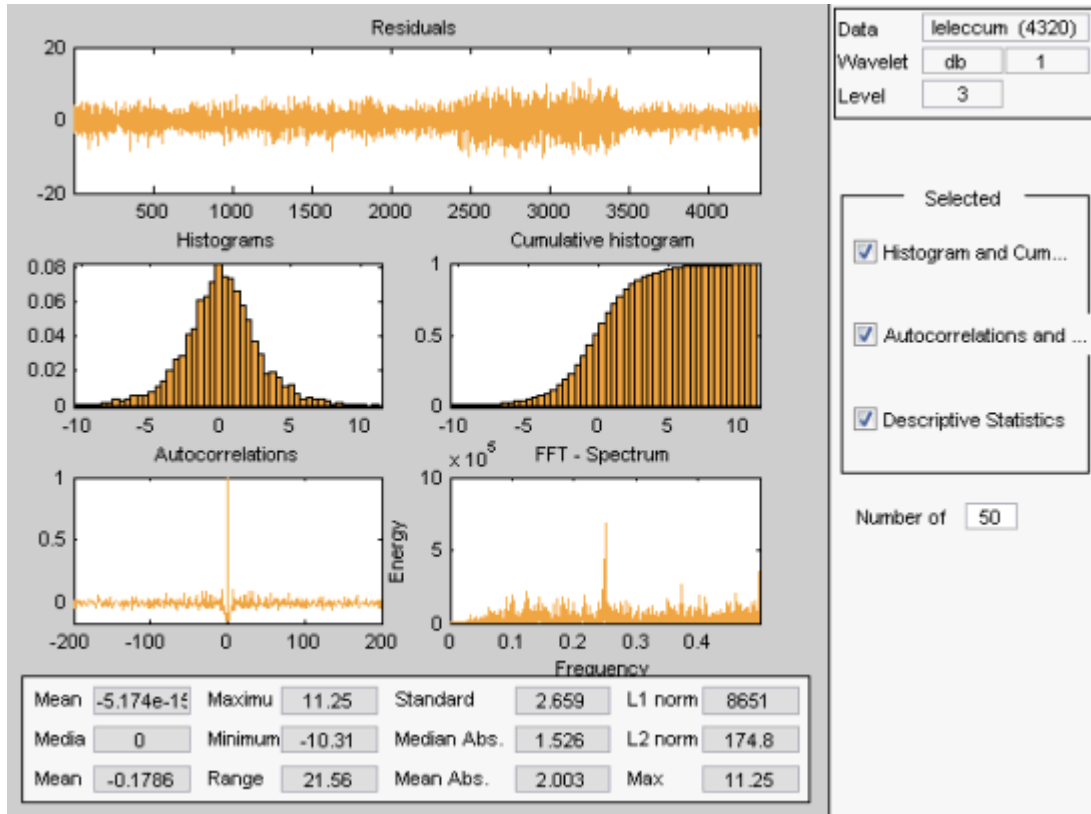 Residuals
20
0
-20
500 1000 1500 2000 2500 3000 3500 4000
Histograms
0.08
0.06
0.04
0.02
0
-10 -5 0 5 10
Cumulative histogram
1
0.5
0
-10 -5 0 5 10
Autocorrelations
1
0.5
0
-200 -100 0 100 200
× 10^5 FFT - Spectrum
10
5
0
Energy
0 0.1 0.2 0.3 0.4
Frequency
Mean -5.174e-15 Maximu 11.25 Standard 2.659 L1 norm 8651
Media 0 Minimum -10.31 Median Abs. 1.526 L2 norm 174.8
Mean -0.1786 Range 21.56 Mean Abs. 2.003 Max 11.25
Data leleccum (4320)
Wavelet db 1
Level 3
Selected
Histogram and Cum...
Autocorrelations and ...
Descriptive Statistics
Number of 50